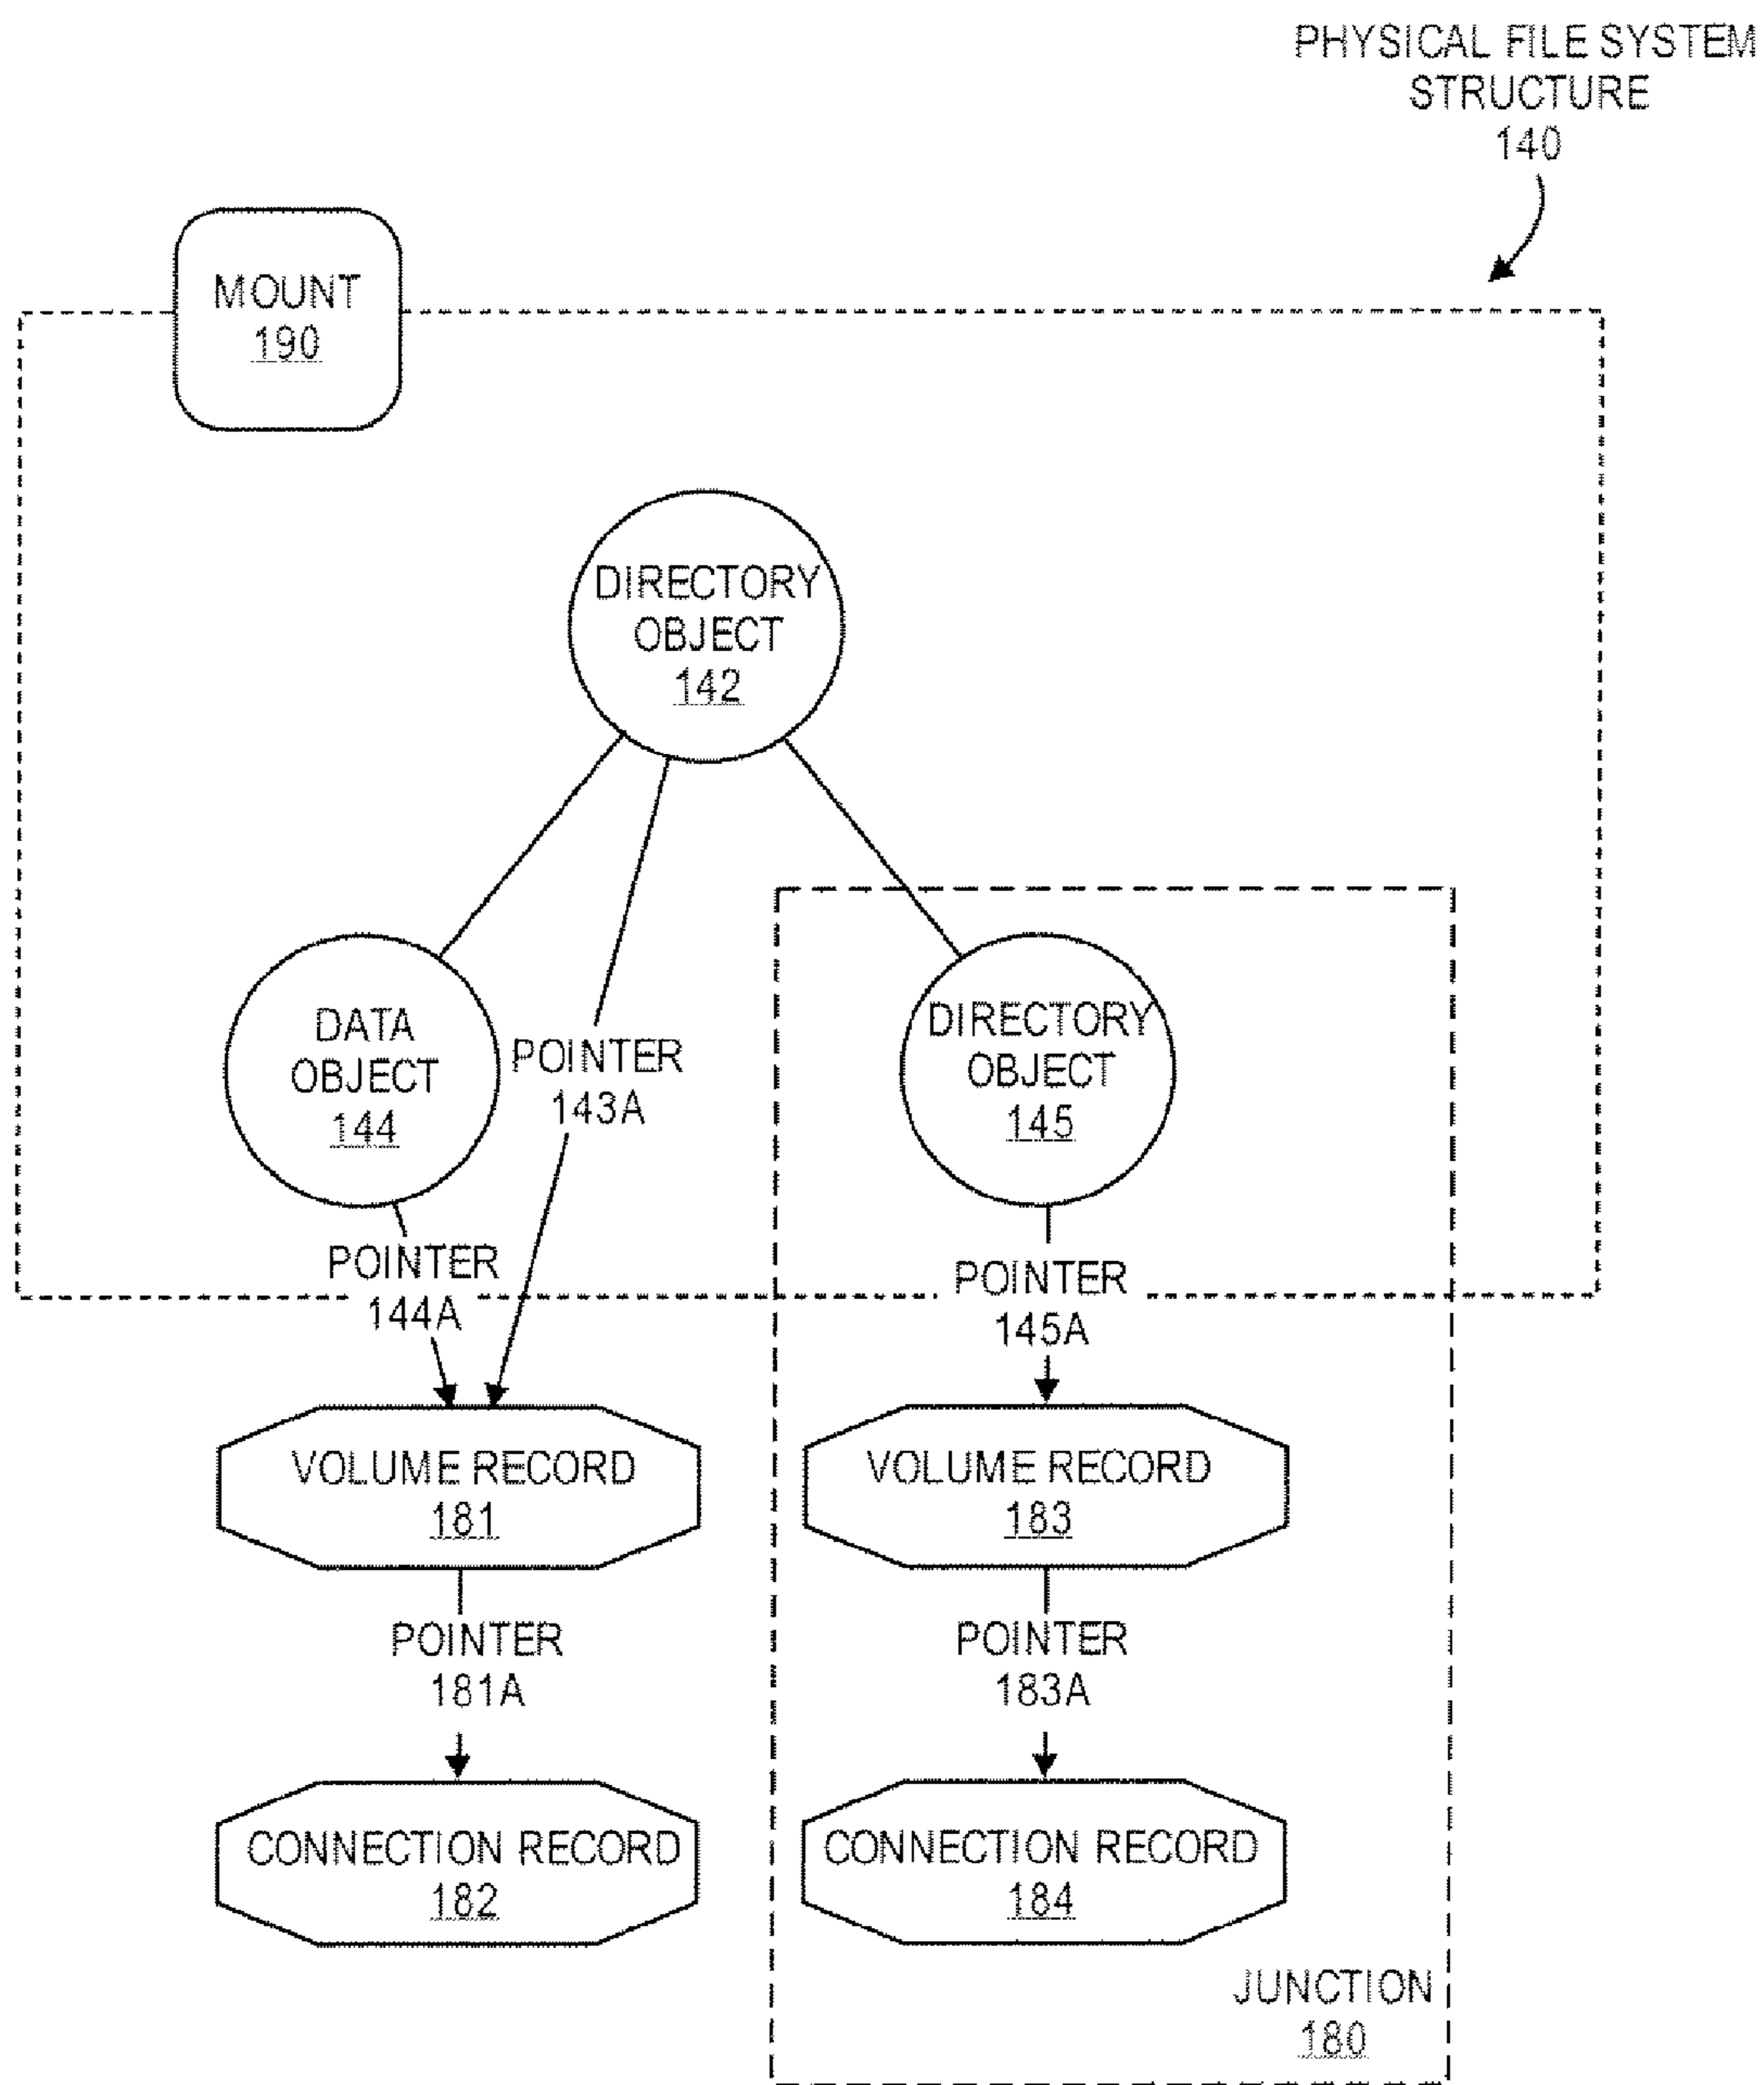 PHYSICAL FILE SYSTEM
STRUCTURE
140
MOUNT
190
DIRECTORY
OBJECT
142
DATA
OBJECT
144
POINTER
143A
DIRECTORY
OBJECT
145
POINTER
144A
POINTER
145A
VOLUME RECORD
181
VOLUME RECORD
183
POINTER
181A
POINTER
183A
CONNECTION RECORD
182
CONNECTION RECORD
184
JUNCTION
180